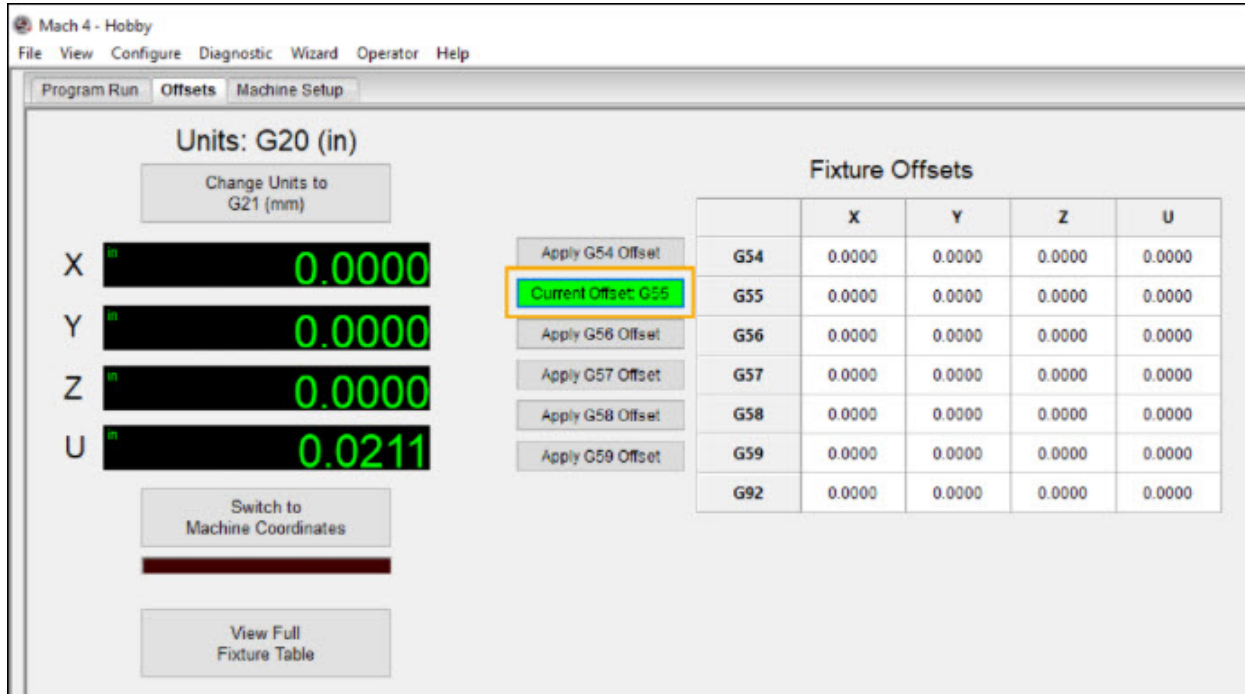 Mach 4 - Hobby
File View Configure Diagnostic Wizard Operator Help
Program Run Offsets Machine Setup
Units: G20 (in)
Change Units to
G21 (mm)
X in 0.0000
Y in 0.0000
Z in 0.0000
U in 0.0211
Switch to
Machine Coordinates
View Full
Fixture Table
Apply G54 Offset
Current Offset: G55
Apply G56 Offset
Apply G57 Offset
Apply G58 Offset
Apply G59 Offset
Fixture Offsets
X Y Z U
G54 0.0000 0.0000 0.0000 0.0000
G55 0.0000 0.0000 0.0000 0.0000
G56 0.0000 0.0000 0.0000 0.0000
G57 0.0000 0.0000 0.0000 0.0000
G58 0.0000 0.0000 0.0000 0.0000
G59 0.0000 0.0000 0.0000 0.0000
G92 0.0000 0.0000 0.0000 0.0000